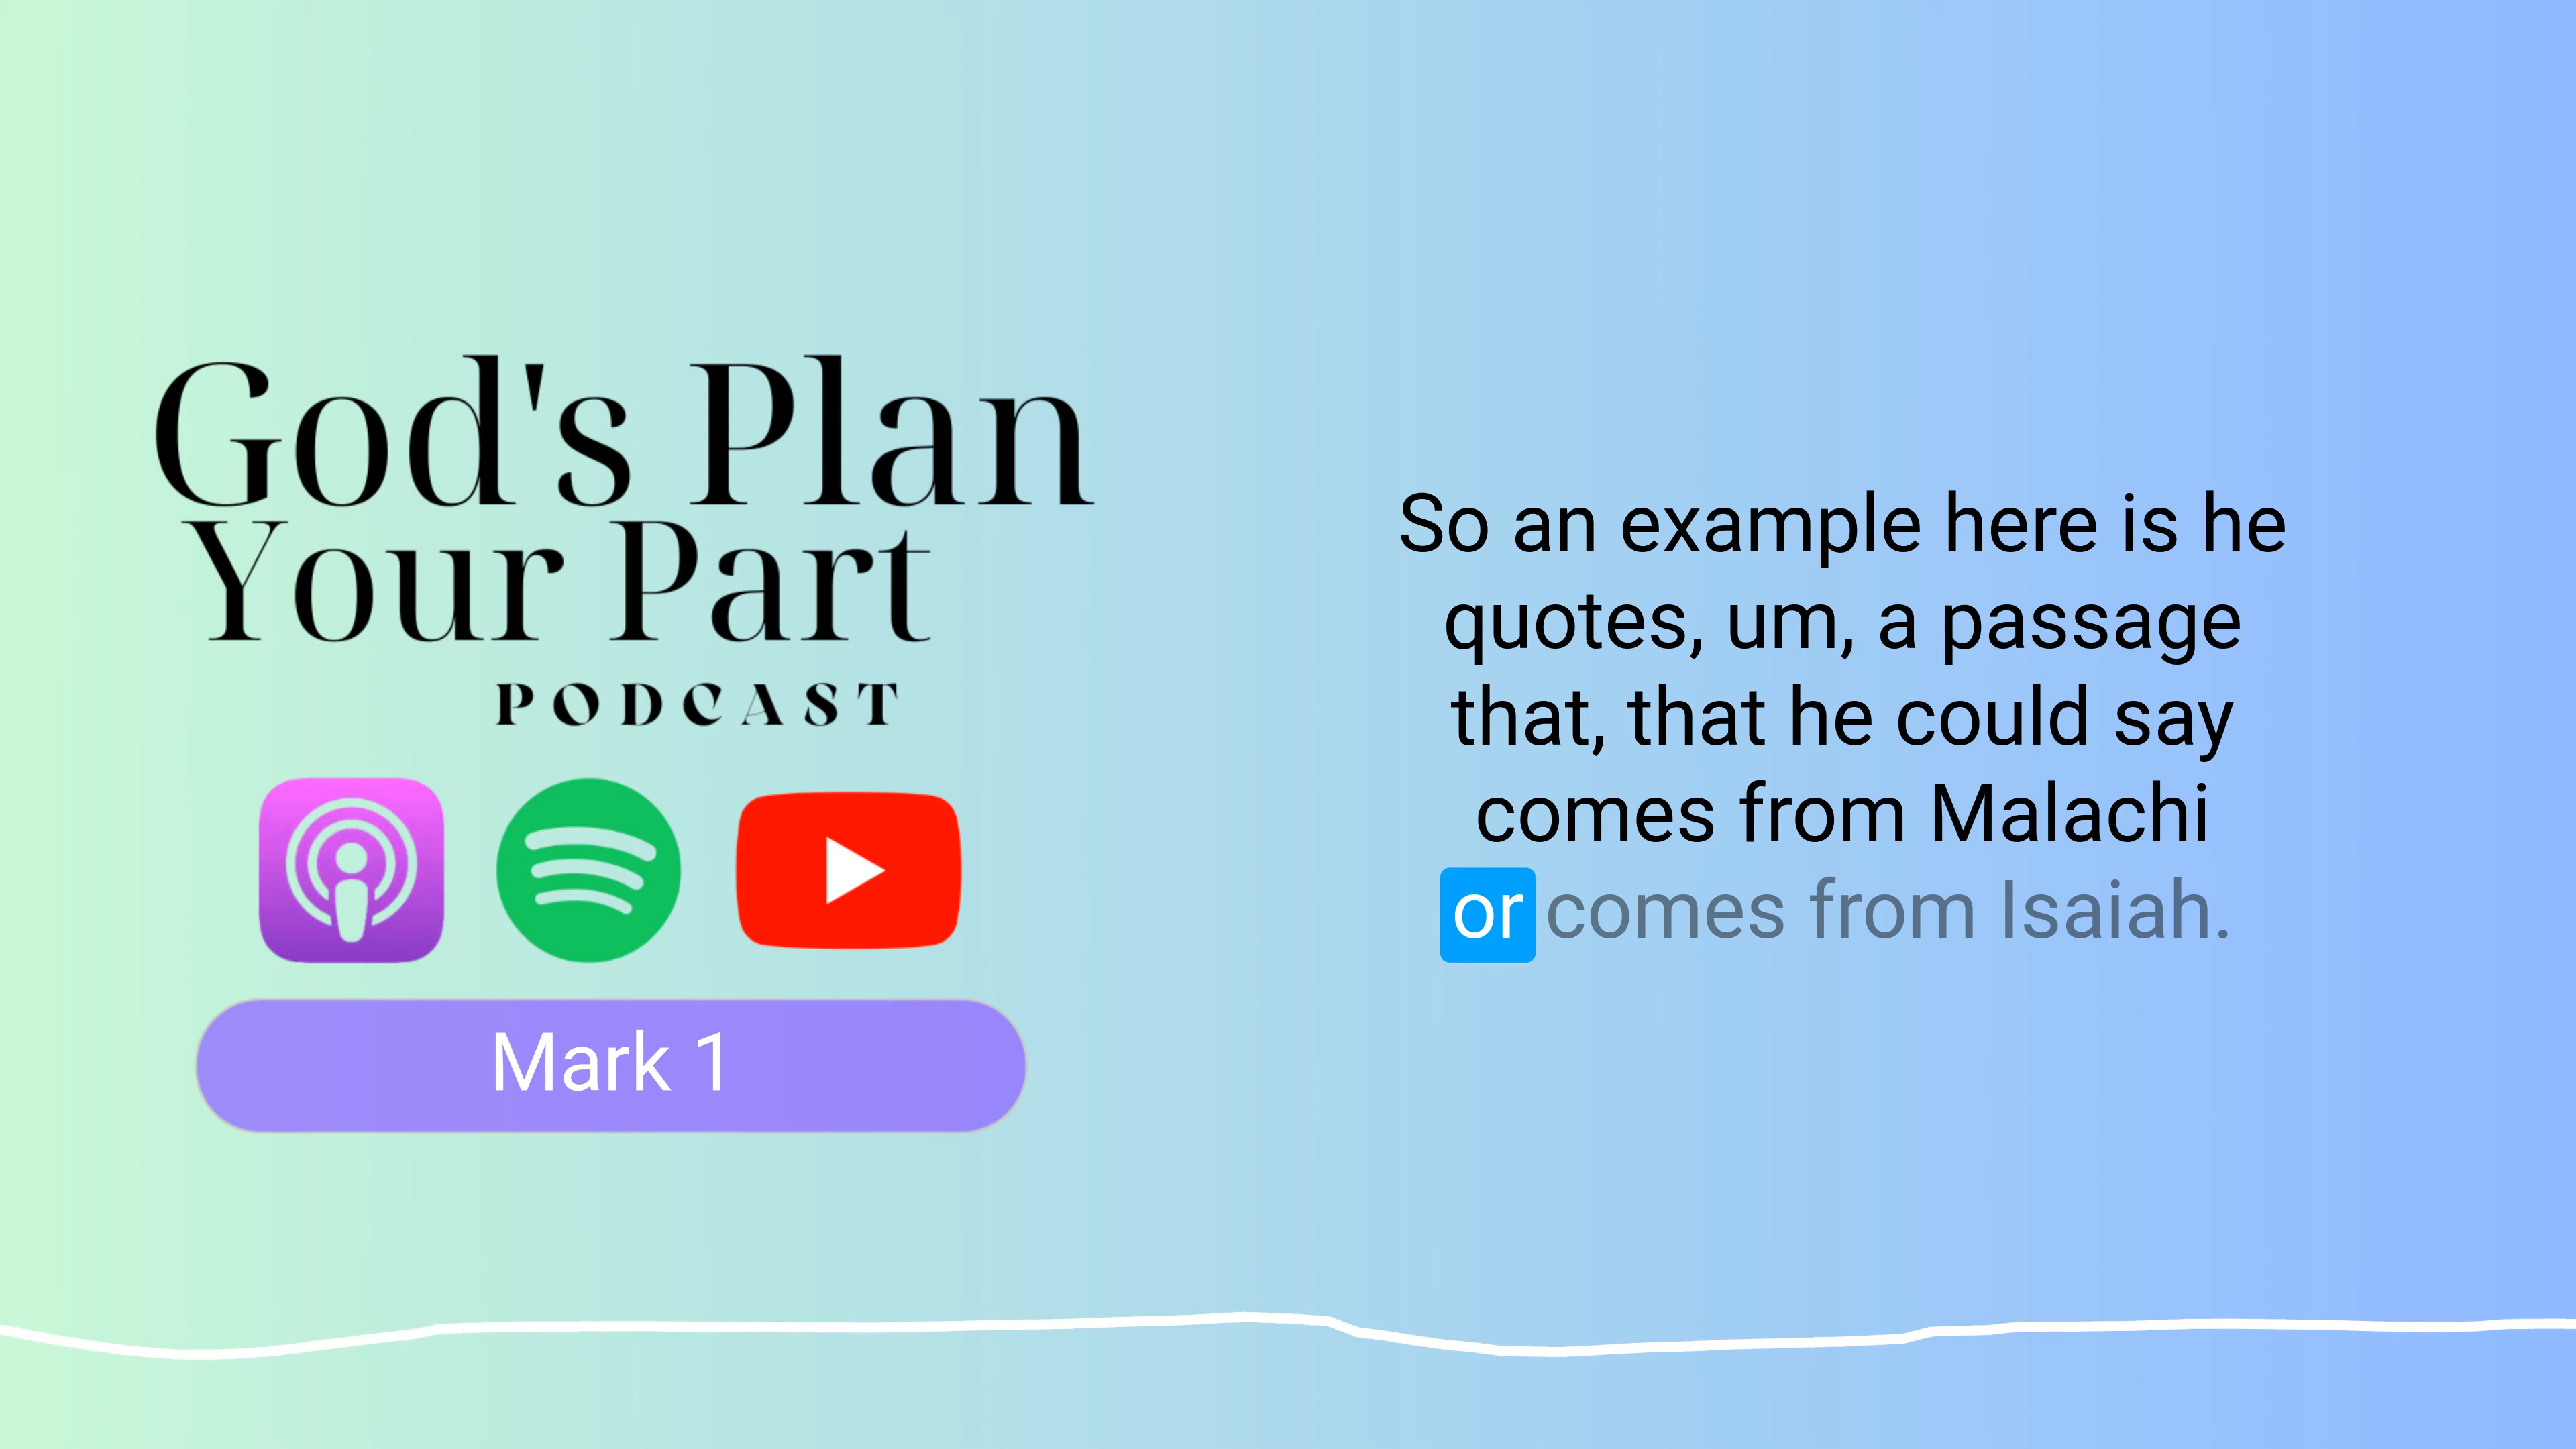 God's Plan
Your Part
PODCAST
Mark 1
So an example here is he
quotes, um, a passage
that, that he could say
comes from Malachi
or comes from Isaiah.